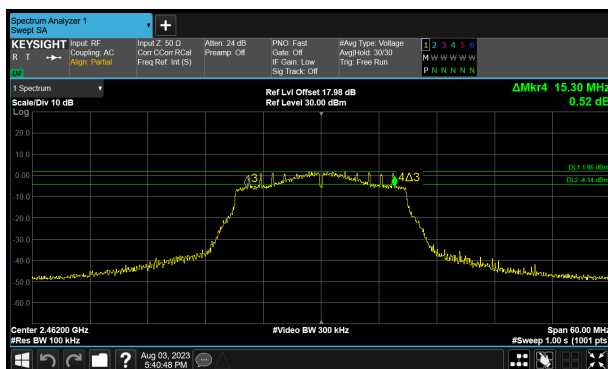 Spectrum Analyzer 1
Swept SA
+
KEYSIGHT Input: RF Input Z: 50 Ω Atten: 24 dB PNO: Fast #Avg Type: Voltage 1 2 3 4 5 6
R T Coupling: AC Corr CCorr RCal Preamp: Off Gate: Off Avg|Hold: 30/30 M W W W W W
Align: Partial Freq Ref: Int (S) IF Gain: Low Trig: Free Run
LV Sig Track: Off P N N N N N
1 Spectrum Ref Lvl Offset 17.98 dB ΔMkr4 15.30 MHz
Scale/Div 10 dB Ref Level 30.00 dBm 0.52 dB
Log
20.0
10.0
DL1 1.86 dBm
0.00
3 4Δ3
DL2 -4.14 dBm
-10.0
-20.0
-30.0
-40.0
-50.0
-60.0
Center 2.46200 GHz #Video BW 300 kHz Span 60.00 MHz
#Res BW 100 kHz #Sweep 1.00 s (1001 pts)
? Aug 03, 2023
5:40:48 PM